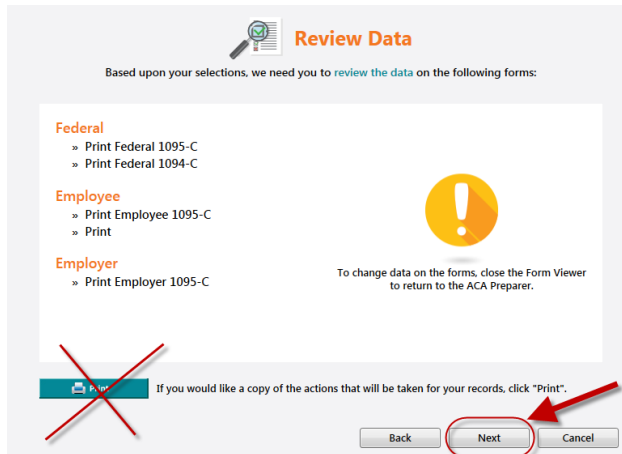 Review Data
Based upon your selections, we need you to review the data on the following forms:
Federal
» Print Federal 1095-C
» Print Federal 1094-C
Employee
» Print Employee 1095-C
» Print
Employer
» Print Employer 1095-C
To change data on the forms, close the Form Viewer
to return to the ACA Preparer.
Print
If you would like a copy of the actions that will be taken for your records, click "Print".
Back
Next
Cancel